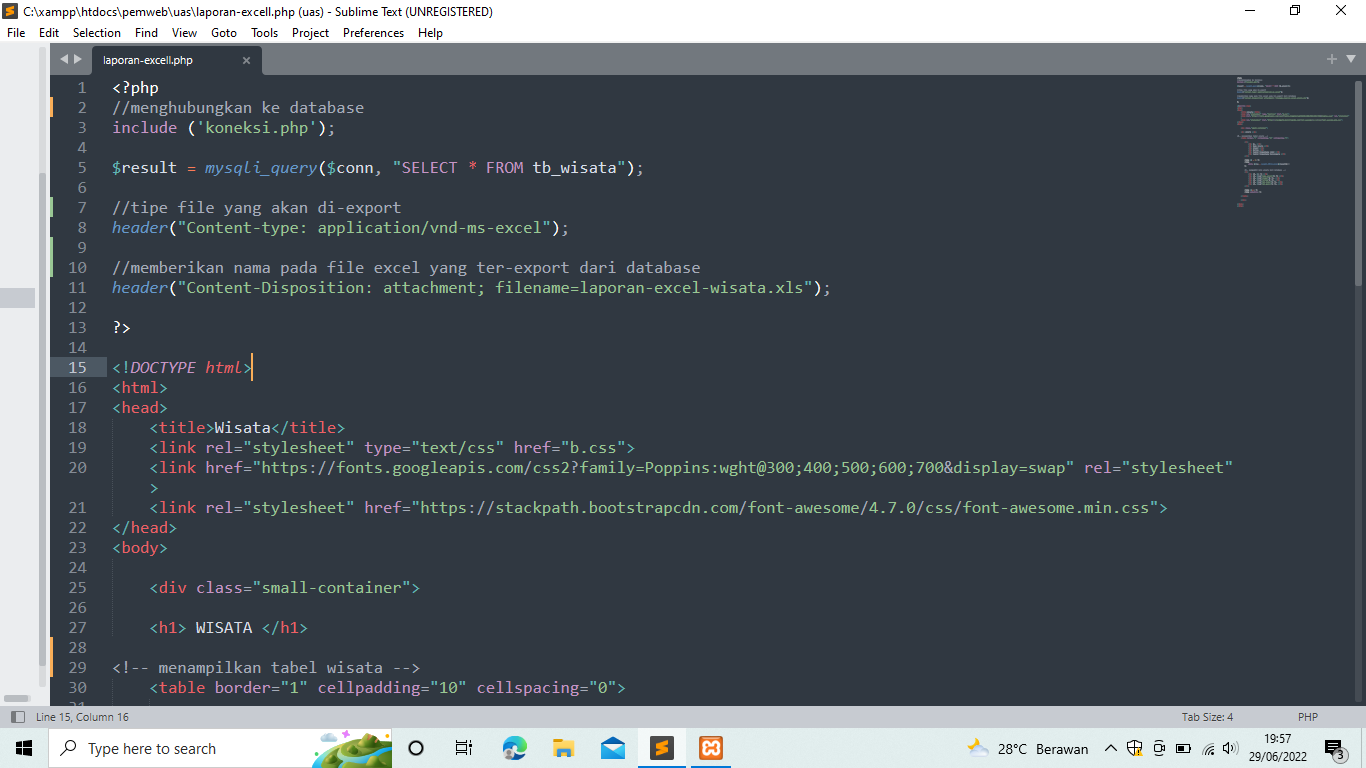 C:\xampp\htdocs\pemweb\uas\laporan-excell.php (uas) - Sublime Text (UNREGISTERED)
File Edit Selection Find View Goto Tools Project Preferences Help
laporan-excell.php
1 <?php
2 //menghubungkan ke database
3 include ('koneksi.php');
4
5 $result = mysqli_query($conn, "SELECT * FROM tb_wisata");
6
7 //tipe file yang akan di-export
8 header("Content-type: application/vnd-ms-excel");
9
10 //memberikan nama pada file excel yang ter-export dari database
11 header("Content-Disposition: attachment; filename=laporan-excel-wisata.xls");
12
13 ?>
14
15 <!DOCTYPE html>
16 <html>
17 <head>
18 <title>Wisata</title>
19 <link rel="stylesheet" type="text/css" href="b.css">
20 <link href="https://fonts.googleapis.com/css2?family=Poppins:wght@300;400;500;600;700&display=swap" rel="stylesheet"
>
21 <link rel="stylesheet" href="https://stackpath.bootstrapcdn.com/font-awesome/4.7.0/css/font-awesome.min.css">
22 </head>
23 <body>
24
25 <div class="small-container">
26
27 <h1> WISATA </h1>
28
29 <!-- menampilkan tabel wisata -->
30 <table border="1" cellpadding="10" cellspacing="0">
Line 15, Column 16
Tab Size: 4
PHP
Type here to search
28°C Berawan
19:57
29/06/2022
3